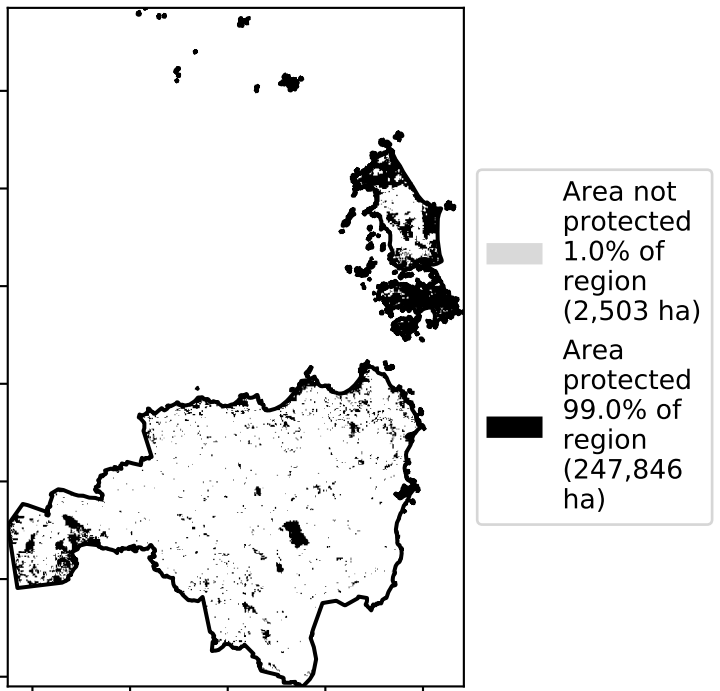 Area not
protected
1.0% of
region
(2,503 ha)
Area
protected
99.0% of
region
(247,846
ha)